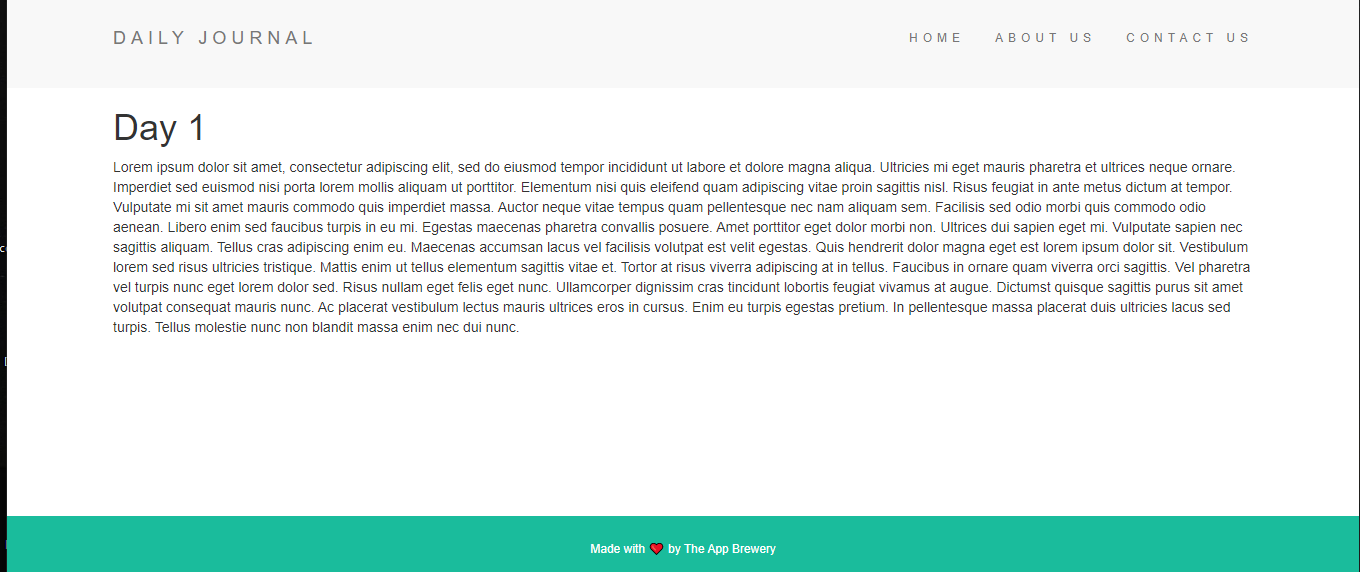 DAILY JOURNAL
HOME ABOUT US CONTACT US
Day 1
Lorem ipsum dolor sit amet, consectetur adipiscing elit, sed do eiusmod tempor incididunt ut labore et dolore magna aliqua. Ultricies mi eget mauris pharetra et ultrices neque ornare.
Imperdiet sed euismod nisi porta lorem mollis aliquam ut porttitor. Elementum nisi quis eleifend quam adipiscing vitae proin sagittis nisl. Risus feugiat in ante metus dictum at tempor.
Vulputate mi sit amet mauris commodo quis imperdiet massa. Auctor neque vitae tempus quam pellentesque nec nam aliquam sem. Facilisis sed odio morbi quis commodo odio
aenean. Libero enim sed faucibus turpis in eu mi. Egestas maecenas pharetra convallis posuere. Amet porttitor eget dolor morbi non. Ultrices dui sapien eget mi. Vulputate sapien nec
sagittis aliquam. Tellus cras adipiscing enim eu. Maecenas accumsan lacus vel facilisis volutpat est velit egestas. Quis hendrerit dolor magna eget est lorem ipsum dolor sit. Vestibulum
lorem sed risus ultricies tristique. Mattis enim ut tellus elementum sagittis vitae et. Tortor at risus viverra adipiscing at in tellus. Faucibus in ornare quam viverra orci sagittis. Vel pharetra
vel turpis nunc eget lorem dolor sed. Risus nullam eget felis eget nunc. Ullamcorper dignissim cras tincidunt lobortis feugiat vivamus at augue. Dictumst quisque sagittis purus sit amet
volutpat consequat mauris nunc. Ac placerat vestibulum lectus mauris ultrices eros in cursus. Enim eu turpis egestas pretium. In pellentesque massa placerat duis ultricies lacus sed
turpis. Tellus molestie nunc non blandit massa enim nec dui nunc.
Made with ❤ by The App Brewery